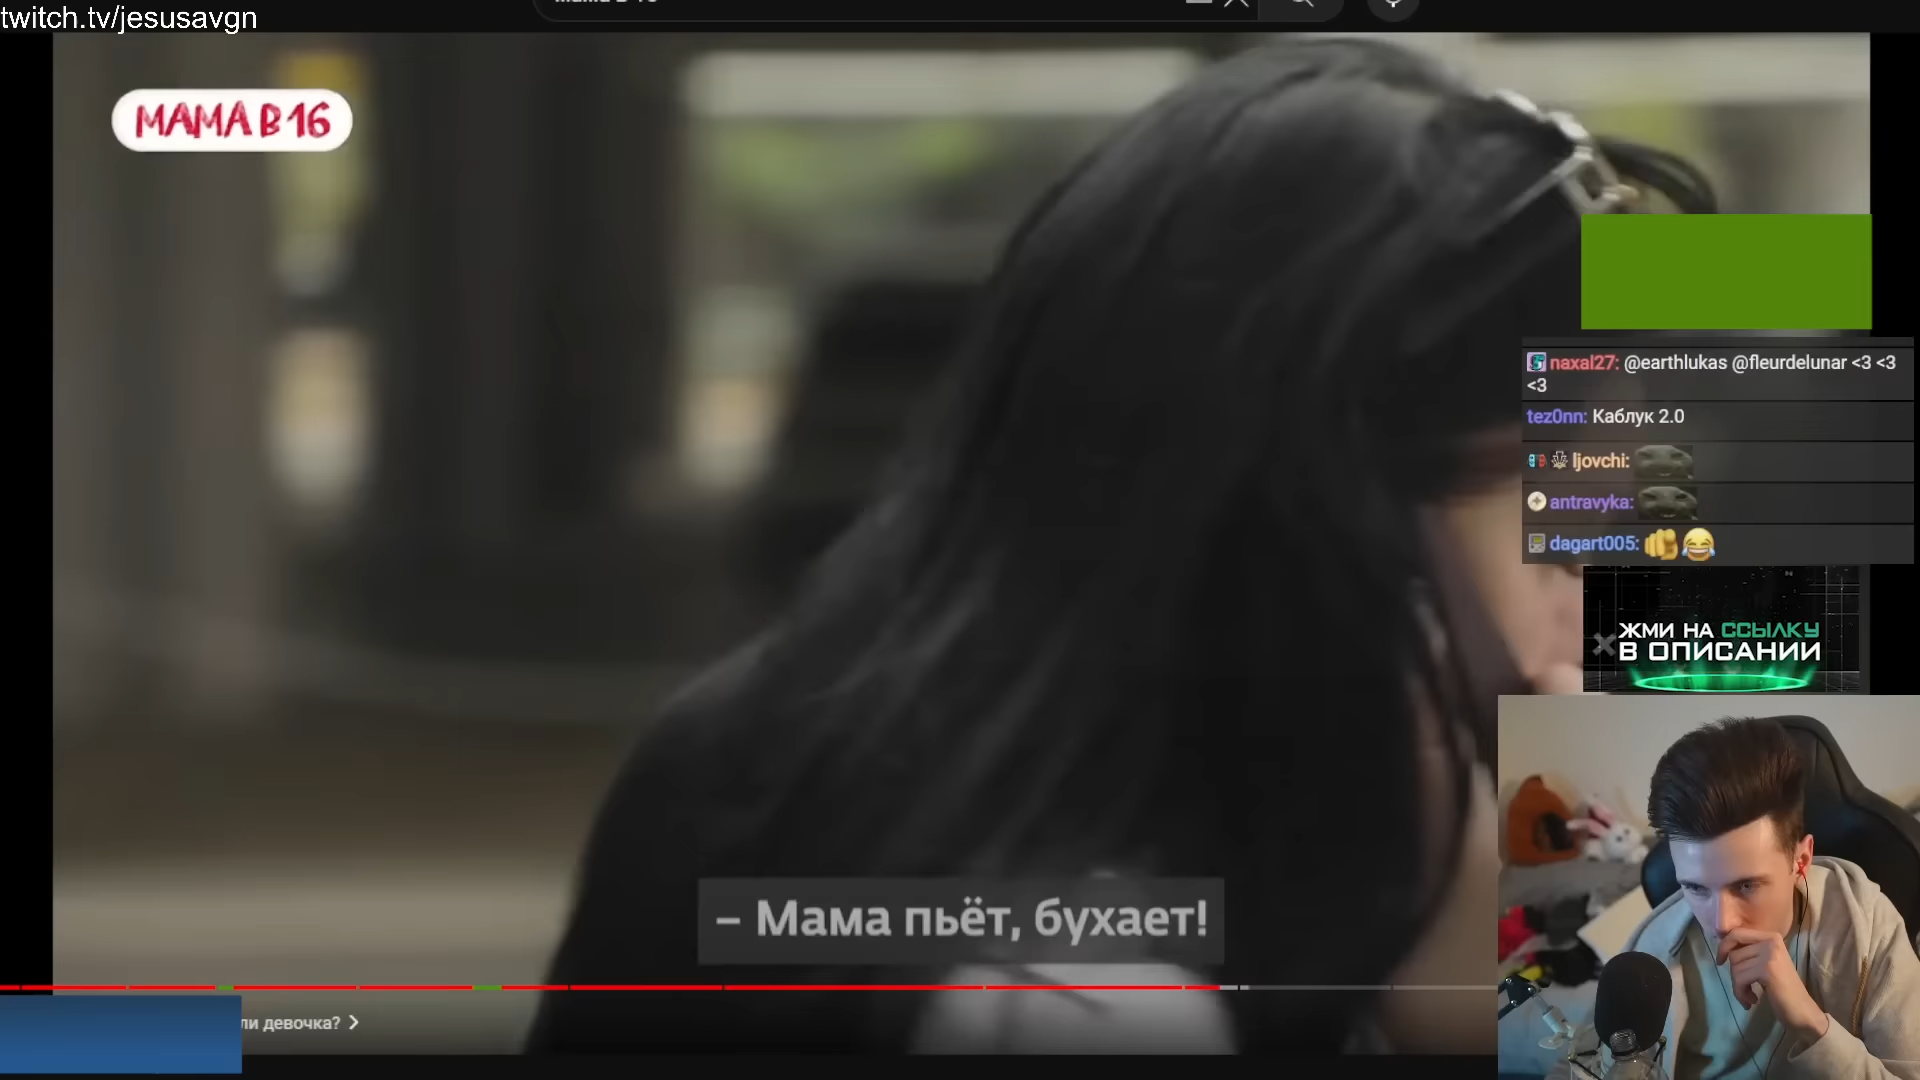 twitch.tv/jesusavgn
МАМА В 16
naxal27: @earthlukas @fleurdelunar <3 <3
<3
tez0nn: Каблук 2.0
ljovchi:
antravyka:
dagart005:
ЖМИ НА ССЫЛКУ
В ОПИСАНИИ
– Мама пьёт, бухает!
ли девочка?